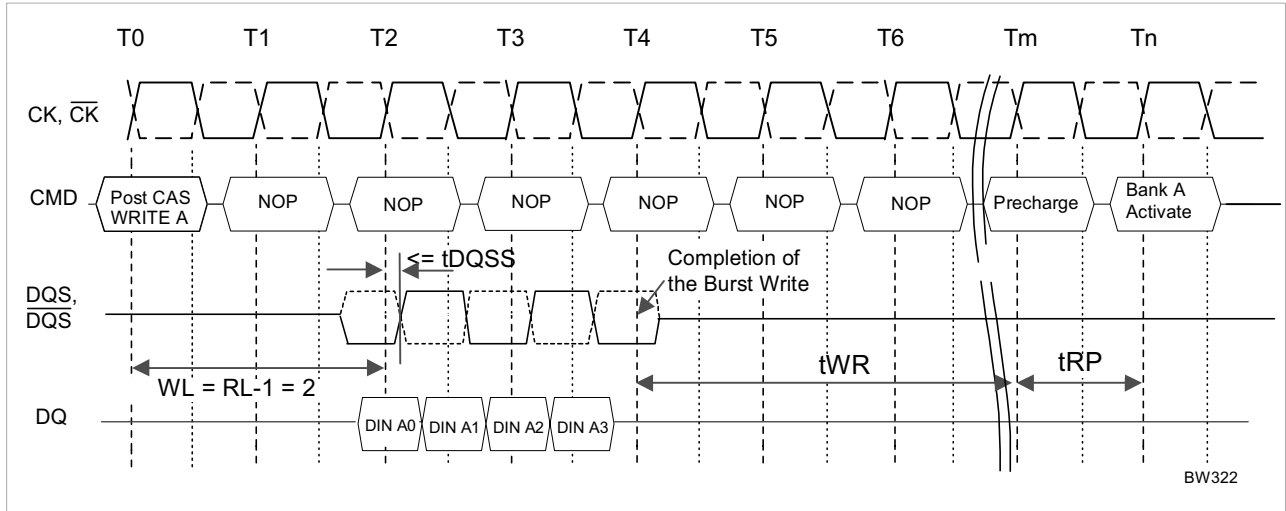 T0 T1 T2 T3 T4 T5 T6 Tm Tn
CK, C̅K̅
CMD
Post CAS
WRITE A
NOP
NOP
NOP
NOP
NOP
NOP
Precharge
Bank A
Activate
<= tDQSS
Completion of
the Burst Write
DQS,
D̅Q̅S̅
WL = RL-1 = 2
tWR
tRP
DQ
DIN A0
DIN A1
DIN A2
DIN A3
BW322